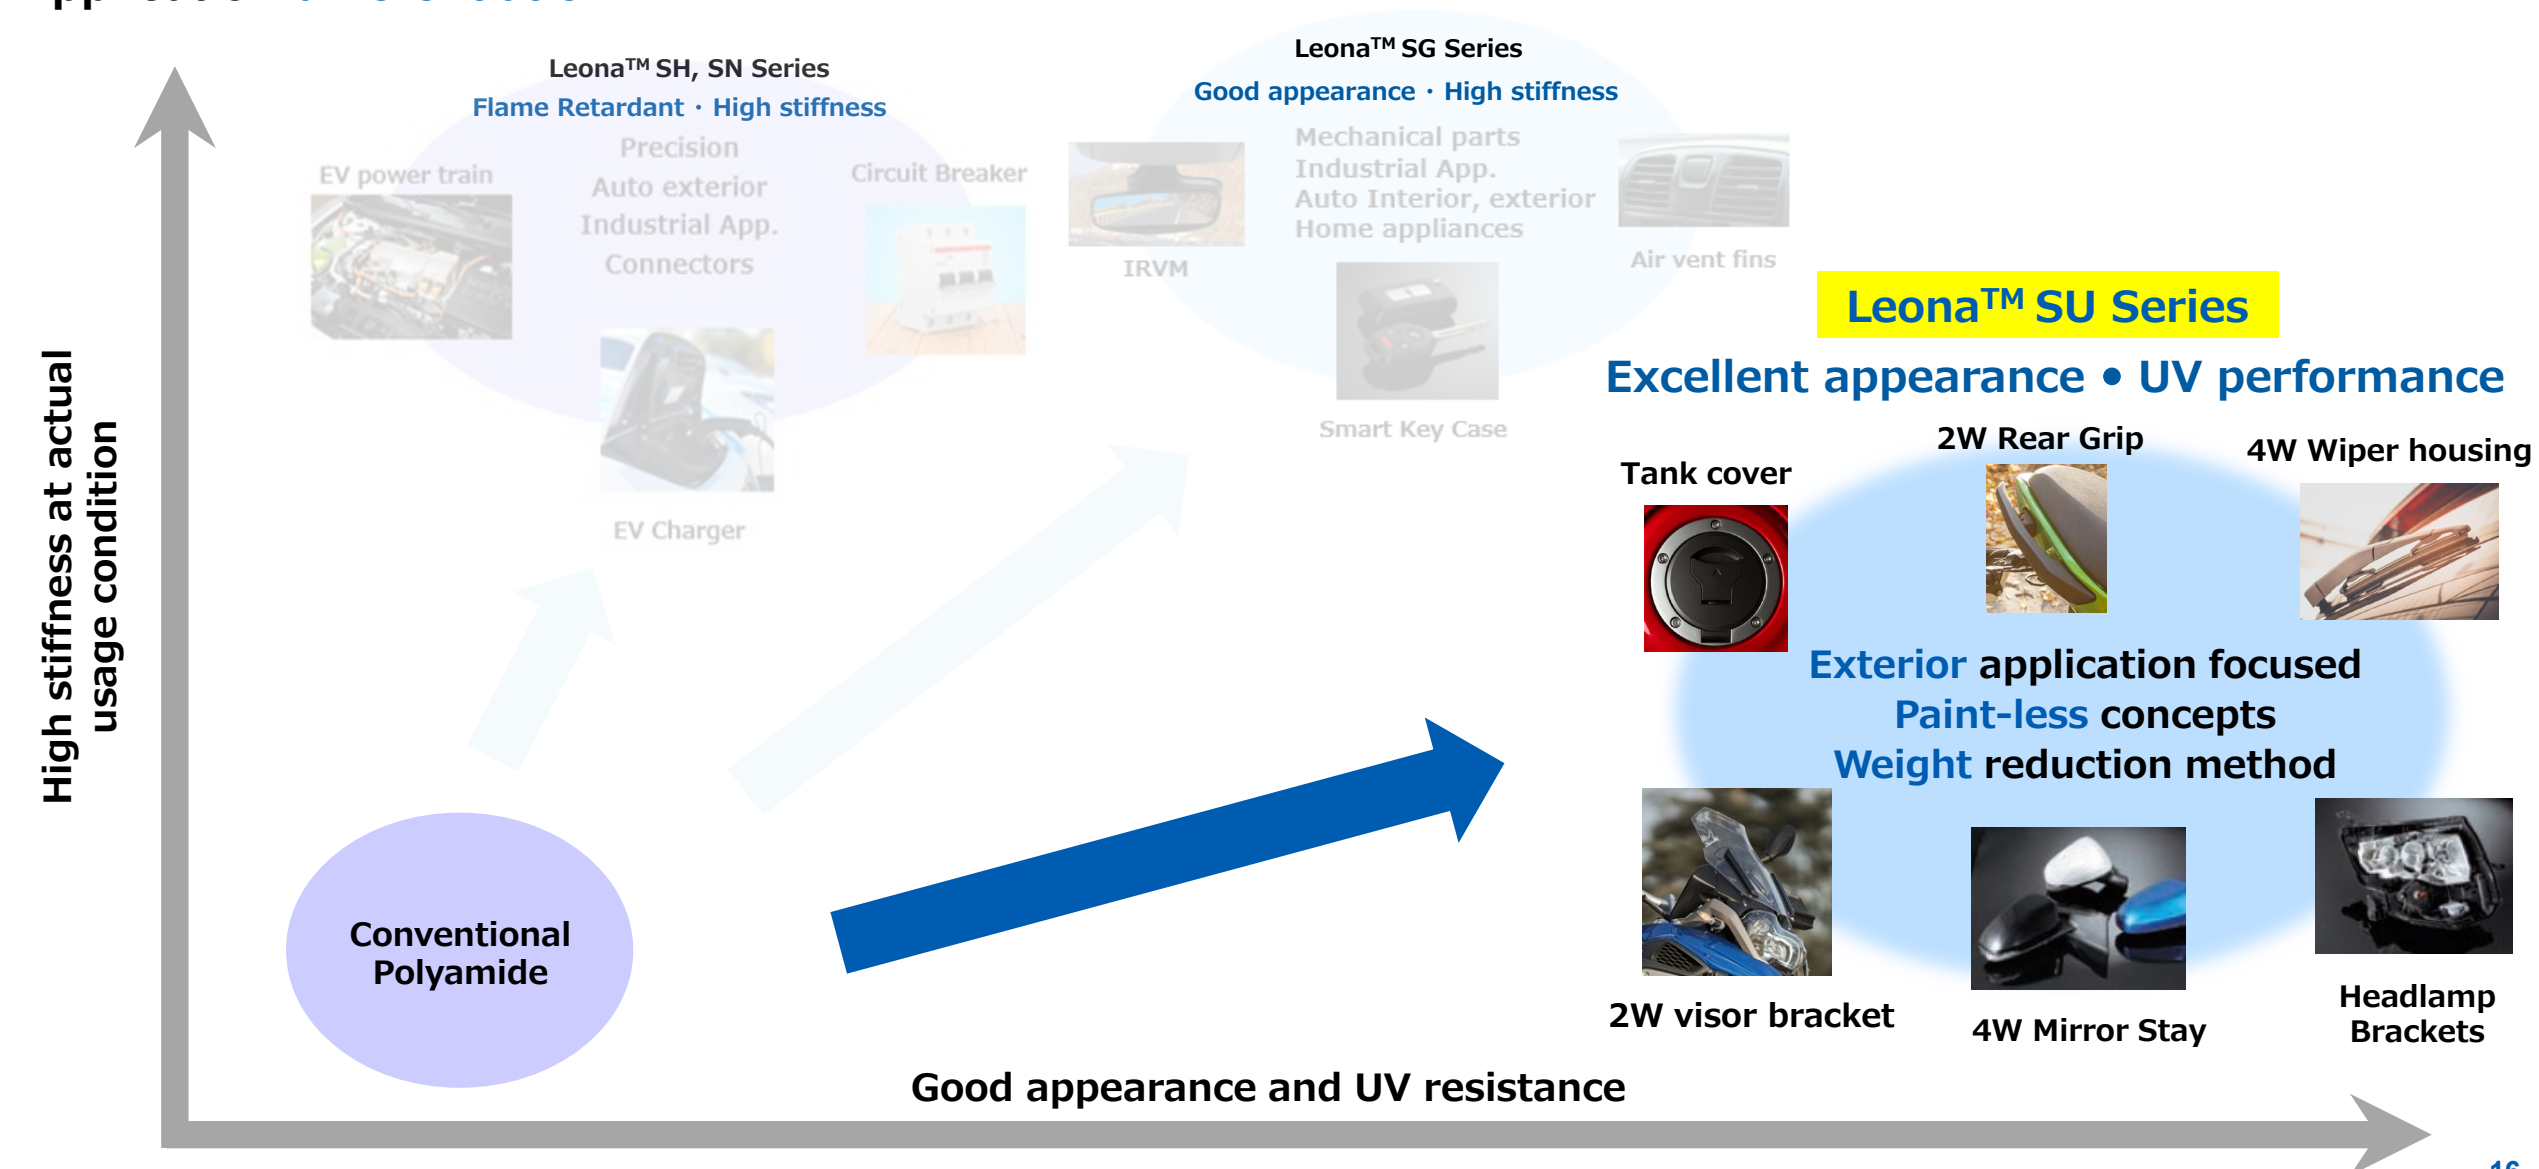 Leona™ SH, SN Series
Flame Retardant・High stiffness
Precision
Auto exterior
Industrial App.
Connectors
EV power train
Circuit Breaker
EV Charger
Leona™ SG Series
Good appearance・High stiffness
Mechanical parts
Industrial App.
Auto Interior, exterior
Home appliances
IRVM
Air vent fins
Smart Key Case
Leona™ SU Series
Excellent appearance • UV performance
Tank cover
2W Rear Grip
4W Wiper housing
Exterior application focused
Paint-less concepts
Weight reduction method
2W visor bracket
4W Mirror Stay
Headlamp
Brackets
High stiffness at actual
usage condition
Conventional
Polyamide
Good appearance and UV resistance